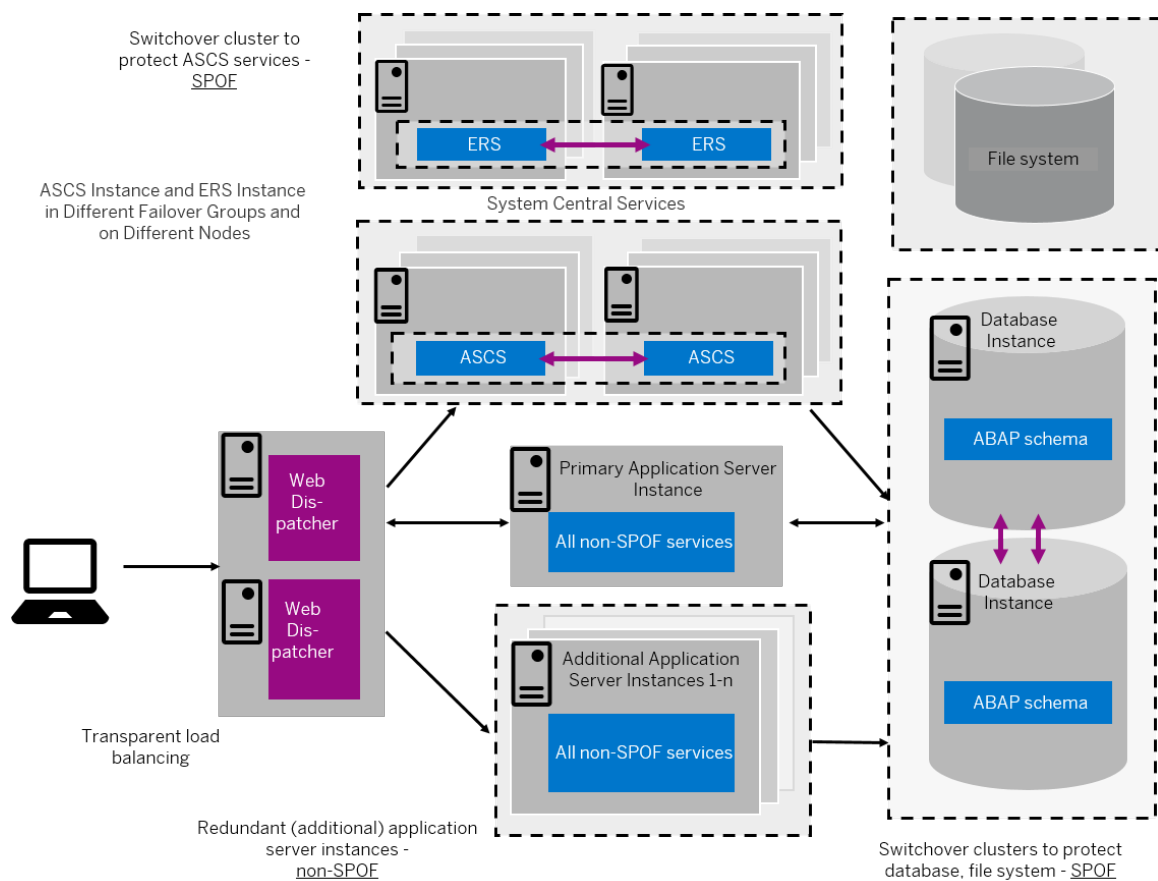 Switchover cluster to
protect ASCS services -
SPOF
ERS
ERS
File system
ASCS Instance and ERS Instance
in Different Failover Groups and
on Different Nodes
System Central Services
ASCS
ASCS
Database
Instance
ABAP schema
Web
Dis-
patcher
Primary Application Server
Instance
All non-SPOF services
Web
Dis-
patcher
Database
Instance
ABAP schema
Additional Application
Server Instances 1-n
All non-SPOF services
Transparent load
balancing
Redundant (additional) application
server instances -
non-SPOF
Switchover clusters to protect
database, file system - SPOF